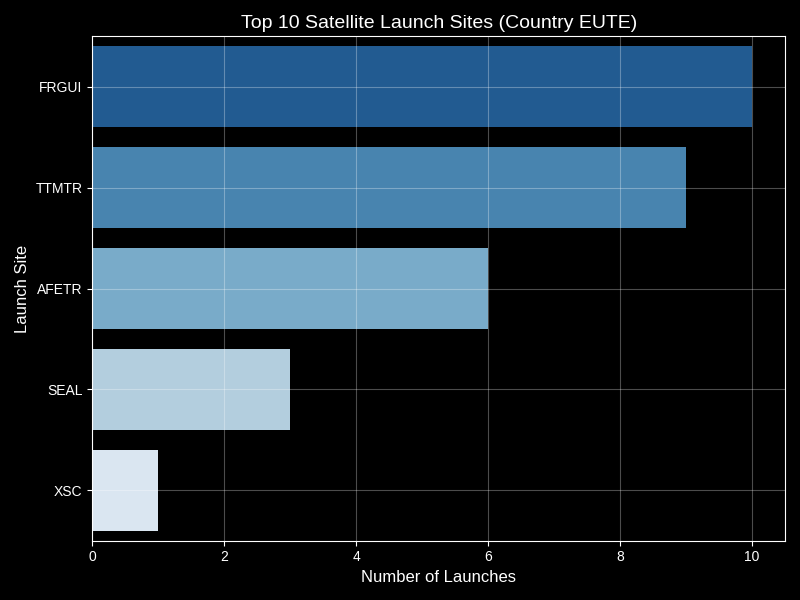 Top 10 Satellite Launch Sites (Country EUTE)
Launch Site
FRGUI
TTMTR
AFETR
SEAL
XSC
0 2 4 6 8 10
Number of Launches